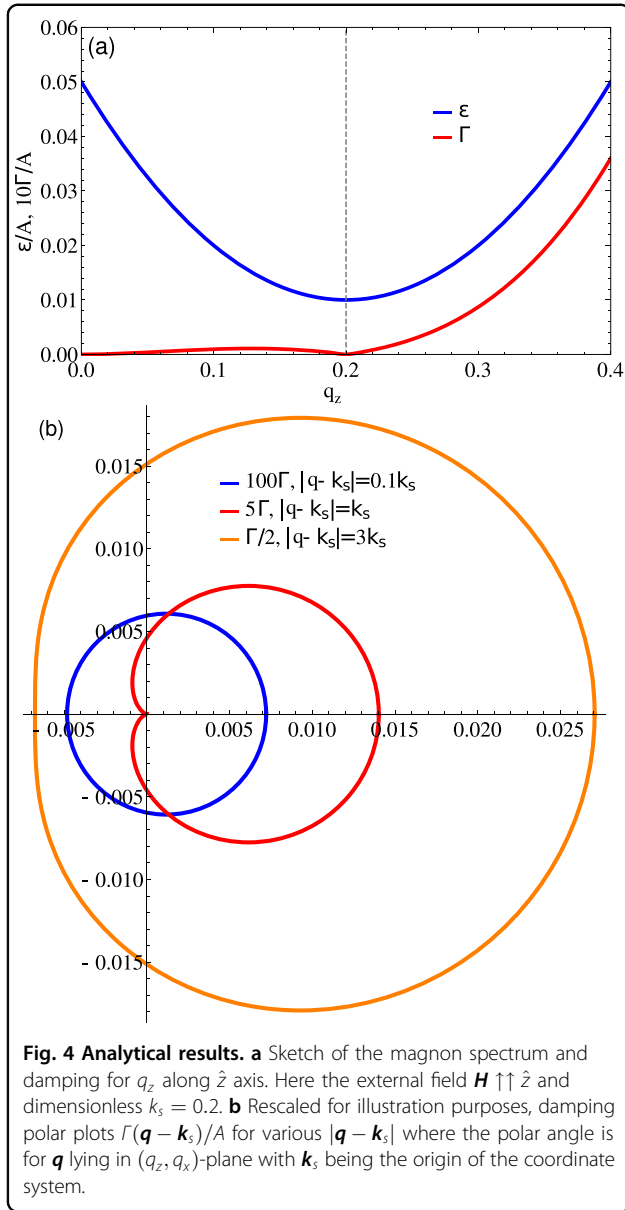 (a)
0.06
0.05
0.04
0.03
0.02
0.01
0.00
ε/A, 10Γ/A
ε
Γ
0.0 0.1 0.2 0.3 0.4
q_z
(b)
100Γ, |q- k_s|=0.1k_s
5Γ, |q- k_s|=k_s
Γ/2, |q- k_s|=3k_s
0.015
0.010
0.005
- 0.005 0.005 0.010 0.015 0.020 0.025
- 0.005
- 0.010
- 0.015
Fig. 4 Analytical results. a Sketch of the magnon spectrum and
damping for q_z along ẑ axis. Here the external field H ↑↑ ẑ and
dimensionless k_s = 0.2. b Rescaled for illustration purposes, damping
polar plots Γ(q − k_s)/A for various |q − k_s| where the polar angle is
for q lying in (q_z, q_x)-plane with k_s being the origin of the coordinate
system.